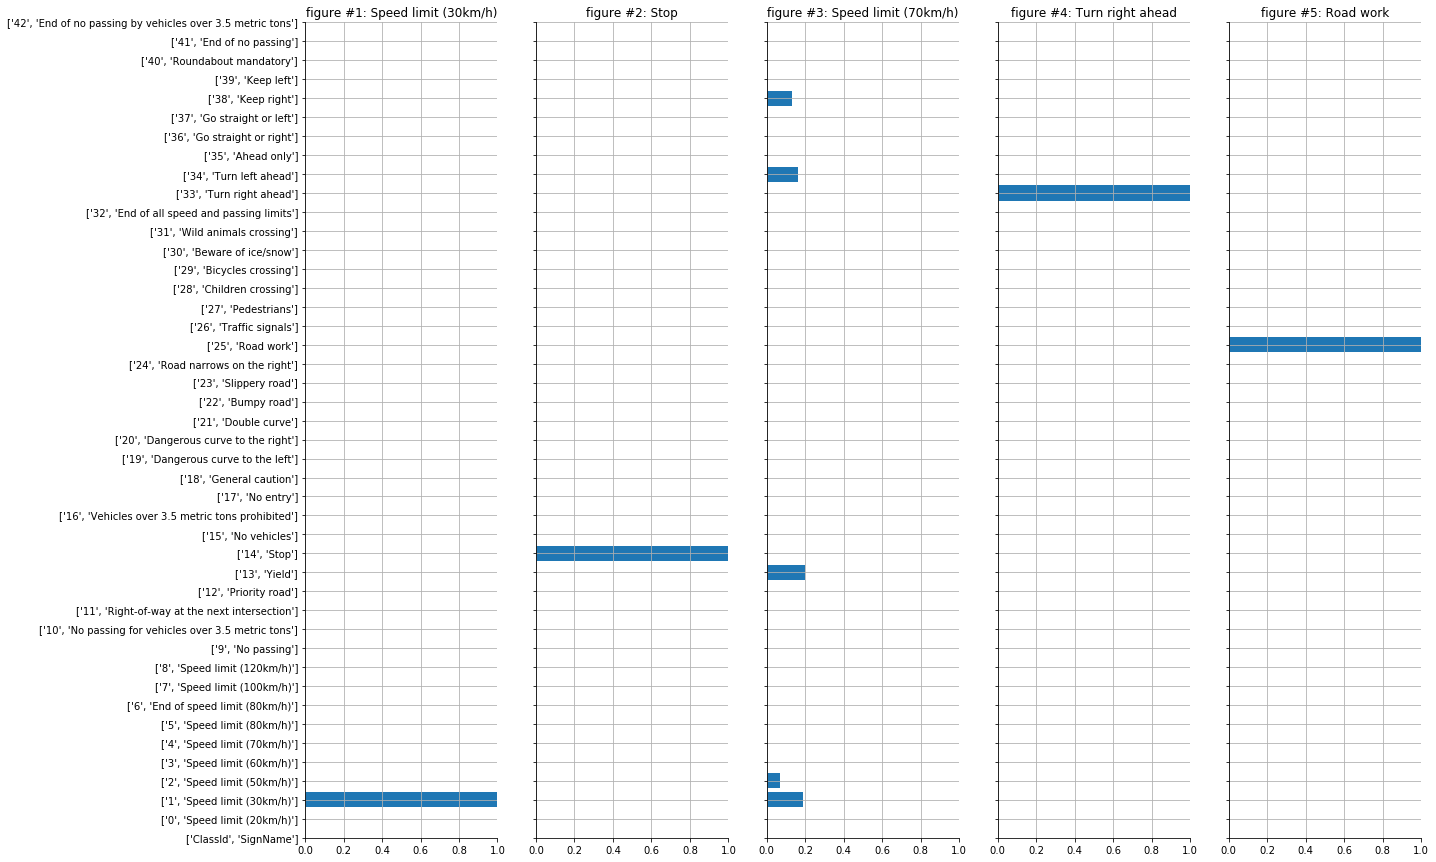 figure #1: Speed limit (30km/h) figure #2: Stop figure #3: Speed limit (70km/h) figure #4: Turn right ahead figure #5: Road work
['42', 'End of no passing by vehicles over 3.5 metric tons']
['41', 'End of no passing']
['40', 'Roundabout mandatory']
['39', 'Keep left']
['38', 'Keep right']
['37', 'Go straight or left']
['36', 'Go straight or right']
['35', 'Ahead only']
['34', 'Turn left ahead']
['33', 'Turn right ahead']
['32', 'End of all speed and passing limits']
['31', 'Wild animals crossing']
['30', 'Beware of ice/snow']
['29', 'Bicycles crossing']
['28', 'Children crossing']
['27', 'Pedestrians']
['26', 'Traffic signals']
['25', 'Road work']
['24', 'Road narrows on the right']
['23', 'Slippery road']
['22', 'Bumpy road']
['21', 'Double curve']
['20', 'Dangerous curve to the right']
['19', 'Dangerous curve to the left']
['18', 'General caution']
['17', 'No entry']
['16', 'Vehicles over 3.5 metric tons prohibited']
['15', 'No vehicles']
['14', 'Stop']
['13', 'Yield']
['12', 'Priority road']
['11', 'Right-of-way at the next intersection']
['10', 'No passing for vehicles over 3.5 metric tons']
['9', 'No passing']
['8', 'Speed limit (120km/h)']
['7', 'Speed limit (100km/h)']
['6', 'End of speed limit (80km/h)']
['5', 'Speed limit (80km/h)']
['4', 'Speed limit (70km/h)']
['3', 'Speed limit (60km/h)']
['2', 'Speed limit (50km/h)']
['1', 'Speed limit (30km/h)']
['0', 'Speed limit (20km/h)']
['ClassId', 'SignName']
0.0 0.2 0.4 0.6 0.8 1.0 0.0 0.2 0.4 0.6 0.8 1.0 0.0 0.2 0.4 0.6 0.8 1.0 0.0 0.2 0.4 0.6 0.8 1.0 0.0 0.2 0.4 0.6 0.8 1.0